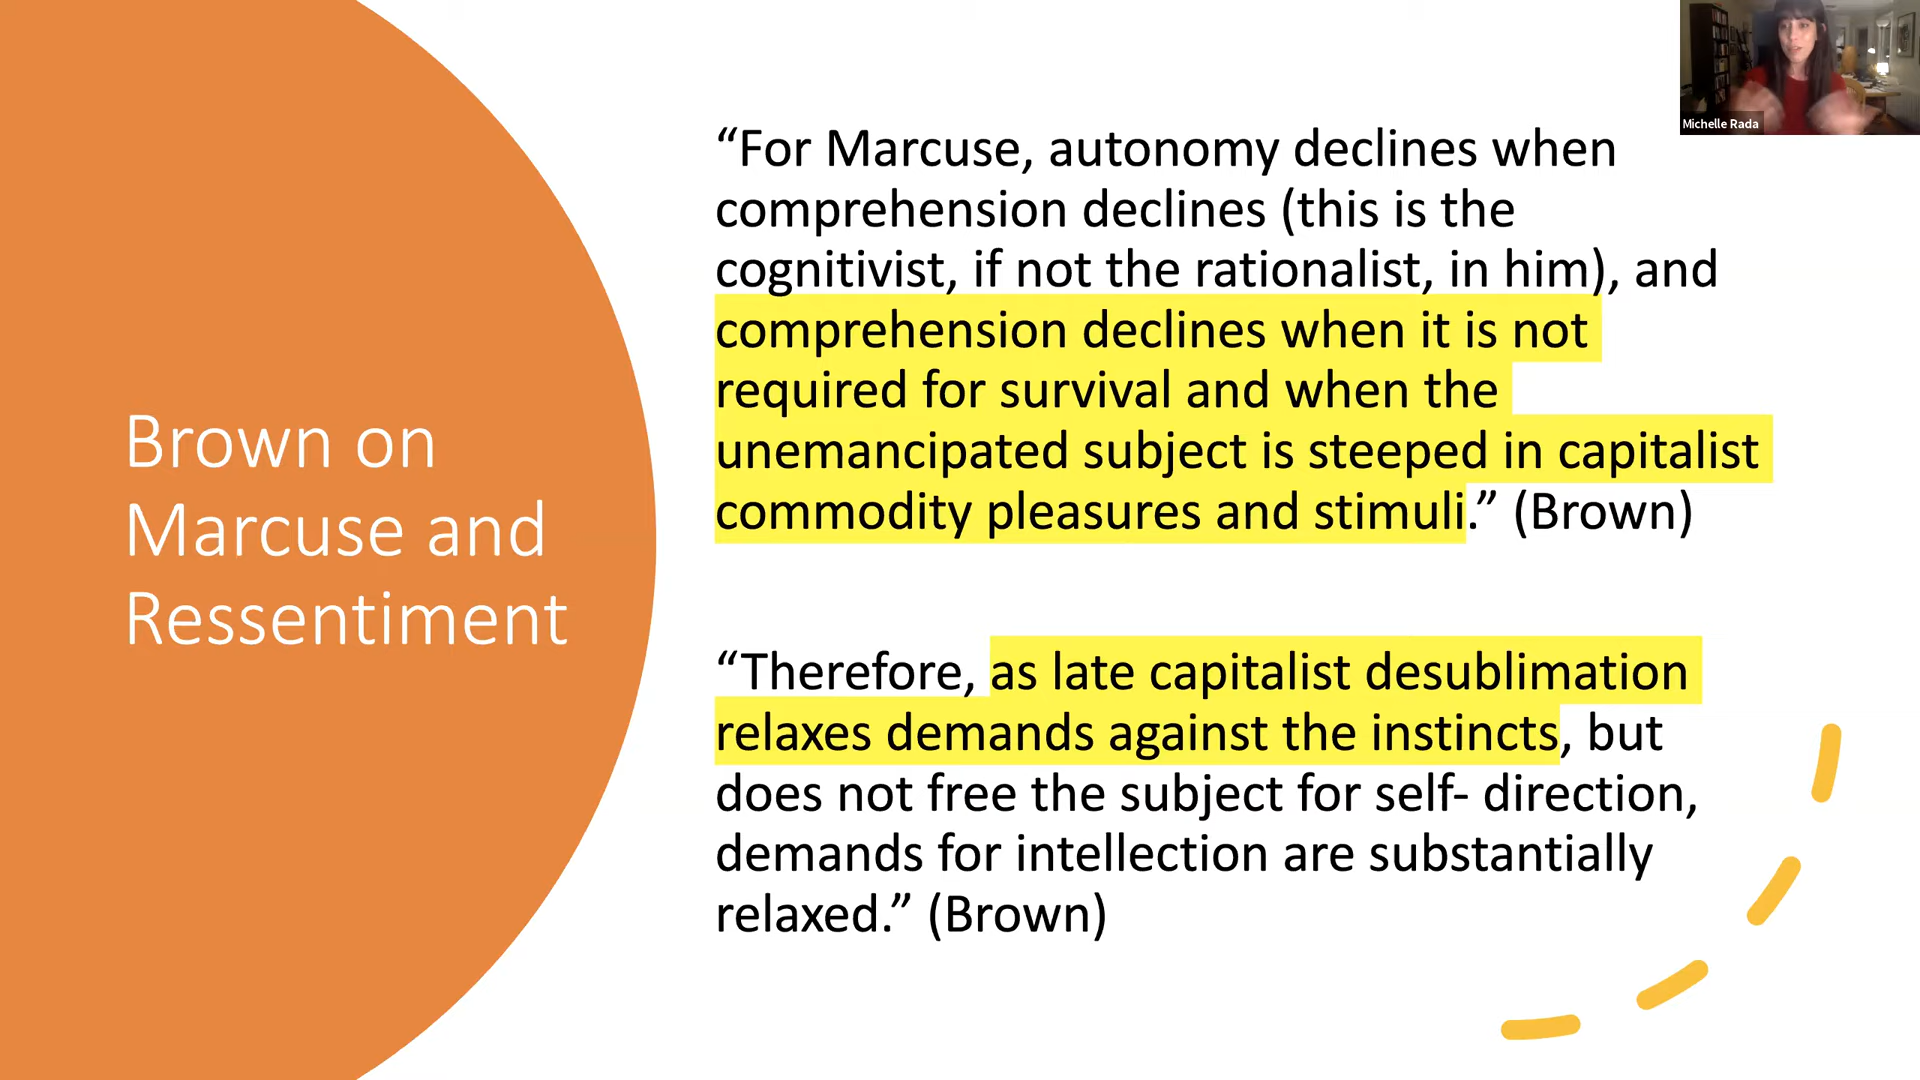 Michelle Rada
Brown on
Marcuse and
Ressentiment
“For Marcuse, autonomy declines when
comprehension declines (this is the
cognitivist, if not the rationalist, in him), and
comprehension declines when it is not
required for survival and when the
unemancipated subject is steeped in capitalist
commodity pleasures and stimuli.” (Brown)
“Therefore, as late capitalist desublimation
relaxes demands against the instincts, but
does not free the subject for self- direction,
demands for intellection are substantially
relaxed.” (Brown)